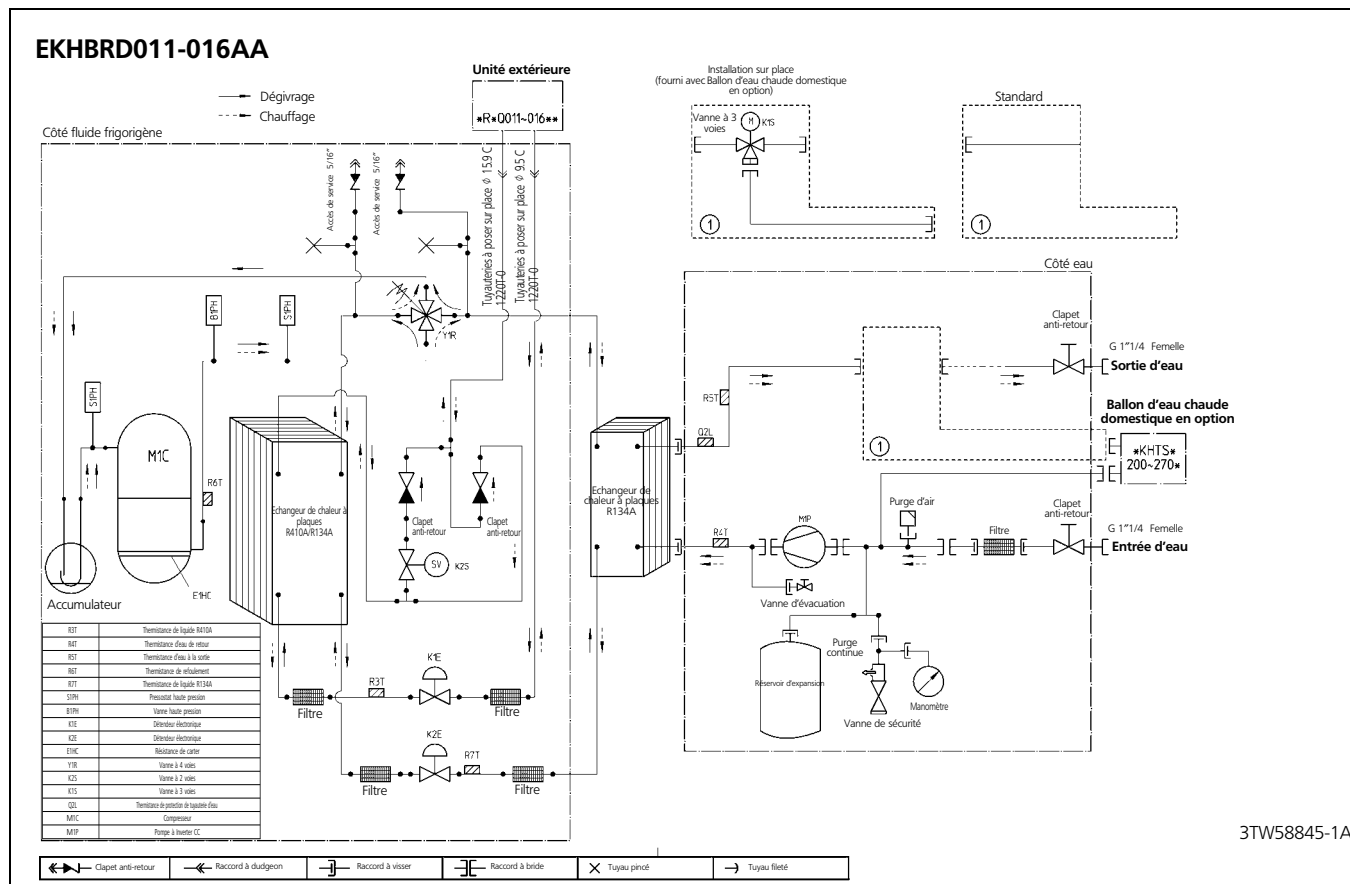 EKHBRD011-016AA
Unité extérieure
*R*Q011~016**
Dégivrage
Chauffage
Côté fluide frigorigène
Installation sur place
(fourni avec Ballon d'eau chaude domestique
en option)
Vanne à 3
voies
M
K1S
1
Standard
1
Accès de service 5/16"
Accès de service 5/16"
Tuyauteries à poser sur place ϕ 15.9 C
1220T-0
Tuyauteries à poser sur place ϕ 9.5 C
1220T-0
B1PH
S1PH
Y1R
S1PH
M1C
R6T
E1HC
Accumulateur
Echangeur de chaleur à
plaques
R410A/R134A
Clapet
anti-retour
Clapet
anti-retour
SV
K2S
Echangeur de
chaleur à plaques
R134A
Côté eau
Clapet
anti-retour
G 1"1/4 Femelle
Sortie d'eau
R5T
Q2L
1
Ballon d'eau chaude
domestique en option
*KHTS*
200~270*
Purge d'air
Clapet
anti-retour
R4T
M1P
Filtre
G 1"1/4 Femelle
Entrée d'eau
Vanne d'évacuation
Purge
continue
Réservoir d'expansion
Manomètre
Vanne de sécurité
R3T
K1E
Filtre
Filtre
K2E
R7T
Filtre
Filtre
R3T Thermistance de liquide R410A
R4T Thermistance d'eau de retour
R5T Thermistance d'eau à la sortie
R6T Thermistance de refoulement
R7T Thermistance de liquide R134A
S1PH Pressostat haute pression
B1PH Vanne haute pression
K1E Détendeur électronique
K2E Détendeur électronique
E1HC Résistance de carter
Y1R Vanne à 4 voies
K2S Vanne à 2 voies
K1S Vanne à 3 voies
Q2L Thermistance de protection de tuyauterie d'eau
M1C Compresseur
M1P Pompe à Inverter CC
3TW58845-1A
Clapet anti-retour
Raccord à dudgeon
Raccord à visser
Raccord à bride
Tuyau pincé
Tuyau fileté